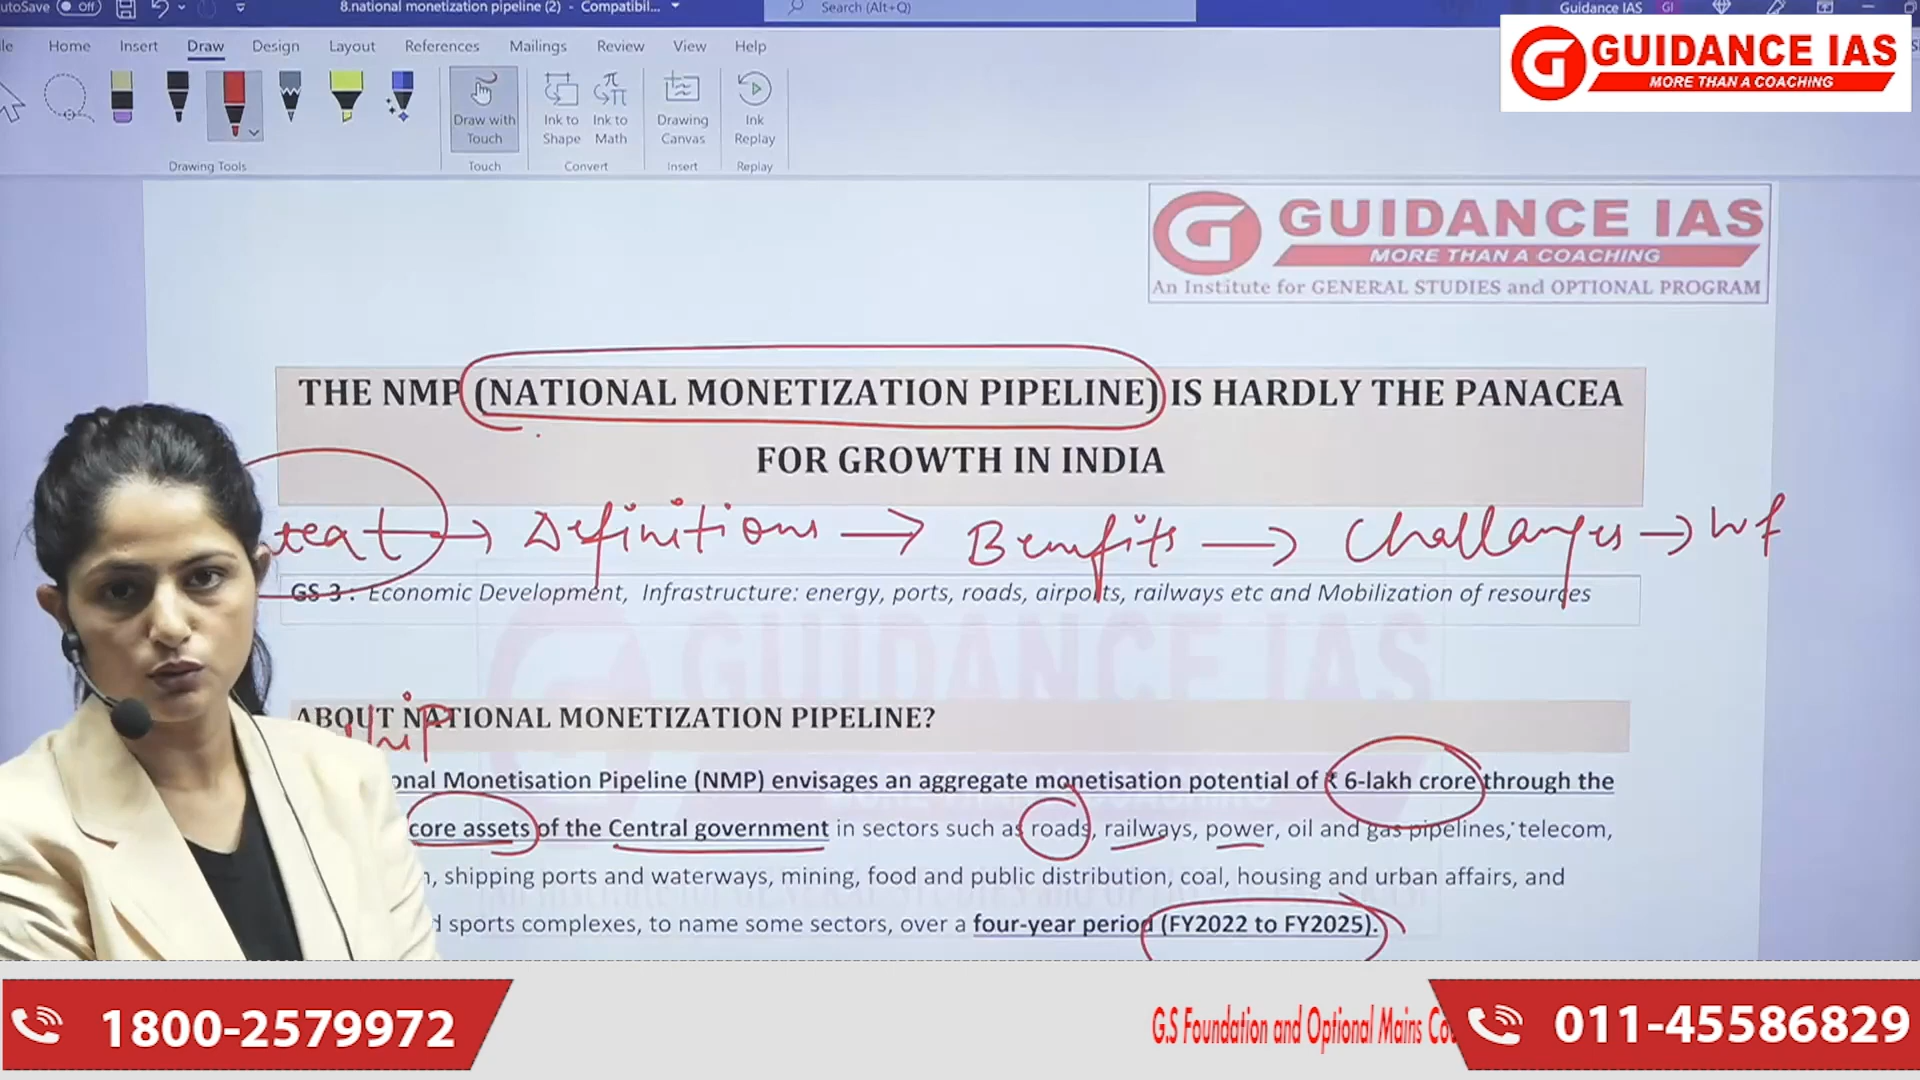 utoSave Off 8.national monetization pipeline (2) - Compatibil... Search (Alt+Q) Guidance IAS GI
Home Insert Draw Design Layout References Mailings Review View Help
Draw with Touch Ink to Shape Ink to Math Drawing Canvas Ink Replay
Drawing Tools Touch Convert Insert Replay
GUIDANCE IAS
MORE THAN A COACHING
GUIDANCE IAS
MORE THAN A COACHING
An Institute for GENERAL STUDIES and OPTIONAL PROGRAM
THE NMP (NATIONAL MONETIZATION PIPELINE) IS HARDLY THE PANACEA
FOR GROWTH IN INDIA
→ Definitions → Benefits → Challanges → Wf
GS 3 : Economic Development, Infrastructure: energy, ports, roads, airports, railways etc and Mobilization of resources
GUIDANCE IAS
ABOUT NATIONAL MONETIZATION PIPELINE?
onal Monetisation Pipeline (NMP) envisages an aggregate monetisation potential of ₹ 6-lakh crore through the
core assets of the Central government in sectors such as roads, railways, power, oil and gas pipelines, telecom,
, shipping ports and waterways, mining, food and public distribution, coal, housing and urban affairs, and
d sports complexes, to name some sectors, over a four-year period (FY2022 to FY2025).
1800-2579972 G.S Foundation and Optional Mains Co 011-45586829